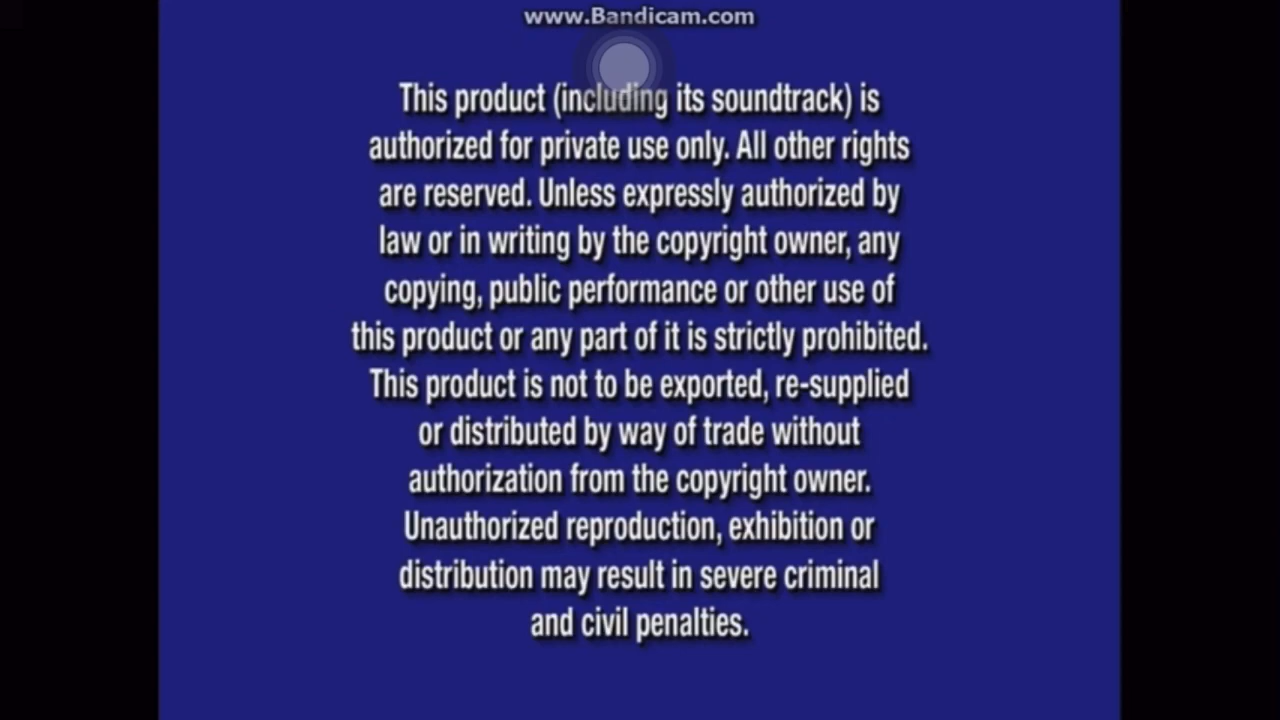 www.Bandicam.com
This product (including its soundtrack) is
authorized for private use only. All other rights
are reserved. Unless expressly authorized by
law or in writing by the copyright owner, any
copying, public performance or other use of
this product or any part of it is strictly prohibited.
This product is not to be exported, re-supplied
or distributed by way of trade without
authorization from the copyright owner.
Unauthorized reproduction, exhibition or
distribution may result in severe criminal
and civil penalties.